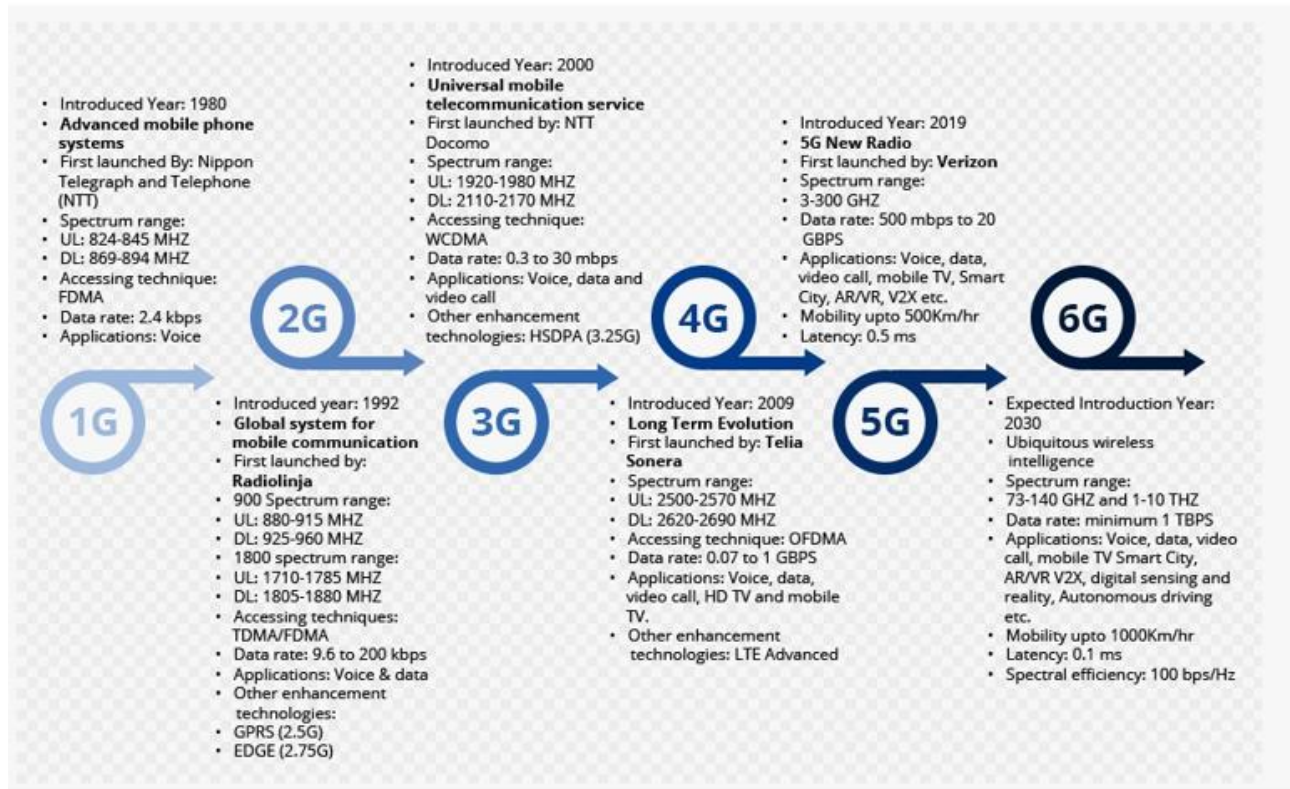 • Introduced Year: 1980
• Advanced mobile phone
systems
• First launched By: Nippon
Telegraph and Telephone
(NTT)
• Spectrum range:
• UL: 824-845 MHZ
• DL: 869-894 MHZ
• Accessing technique:
FDMA
• Data rate: 2.4 kbps
• Applications: Voice
1G
2G
• Introduced year: 1992
• Global system for
mobile communication
• First launched by:
Radiolinja
• 900 Spectrum range:
• UL: 880-915 MHZ
• DL: 925-960 MHZ
• 1800 spectrum range:
• UL: 1710-1785 MHZ
• DL: 1805-1880 MHZ
• Accessing techniques:
TDMA/FDMA
• Data rate: 9.6 to 200 kbps
• Applications: Voice & data
• Other enhancement
technologies:
• GPRS (2.5G)
• EDGE (2.75G)
• Introduced Year: 2000
• Universal mobile
telecommunication service
• First launched by: NTT
Docomo
• Spectrum range:
• UL: 1920-1980 MHZ
• DL: 2110-2170 MHZ
• Accessing technique:
WCDMA
• Data rate: 0.3 to 30 mbps
• Applications: Voice, data and
video call
• Other enhancement
technologies: HSDPA (3.25G)
3G
4G
• Introduced Year: 2009
• Long Term Evolution
• First launched by: Telia
Sonera
• Spectrum range:
• UL: 2500-2570 MHZ
• DL: 2620-2690 MHZ
• Accessing technique: OFDMA
• Data rate: 0.07 to 1 GBPS
• Applications: Voice, data,
video call, HD TV and mobile
TV.
• Other enhancement
technologies: LTE Advanced
• Introduced Year: 2019
• 5G New Radio
• First launched by: Verizon
• Spectrum range:
• 3-300 GHZ
• Data rate: 500 mbps to 20
GBPS
• Applications: Voice, data,
video call, mobile TV, Smart
City, AR/VR, V2X etc.
• Mobility upto 500Km/hr
• Latency: 0.5 ms
5G
6G
• Expected Introduction Year:
2030
• Ubiquitous wireless
intelligence
• Spectrum range:
• 73-140 GHZ and 1-10 THZ
• Data rate: minimum 1 TBPS
• Applications: Voice, data, video
call, mobile TV Smart City,
AR/VR V2X, digital sensing and
reality, Autonomous driving
etc.
• Mobility upto 1000Km/hr
• Latency: 0.1 ms
• Spectral efficiency: 100 bps/Hz